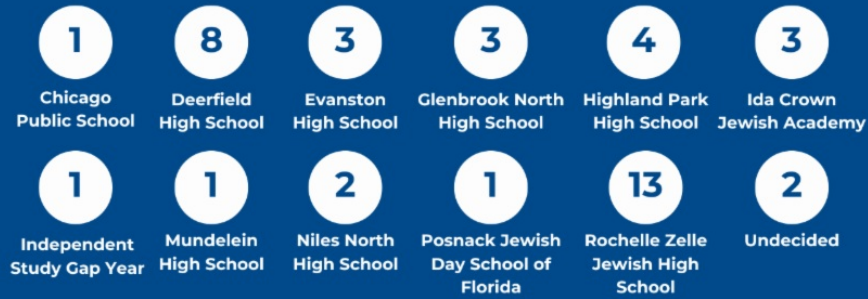 1
Chicago
Public School
8
Deerfield
High School
3
Evanston
High School
3
Glenbrook North
High School
4
Highland Park
High School
3
Ida Crown
Jewish Academy
1
Independent
Study Gap Year
1
Mundelein
High School
2
Niles North
High School
1
Posnack Jewish
Day School of
Florida
13
Rochelle Zelle
Jewish High
School
2
Undecided